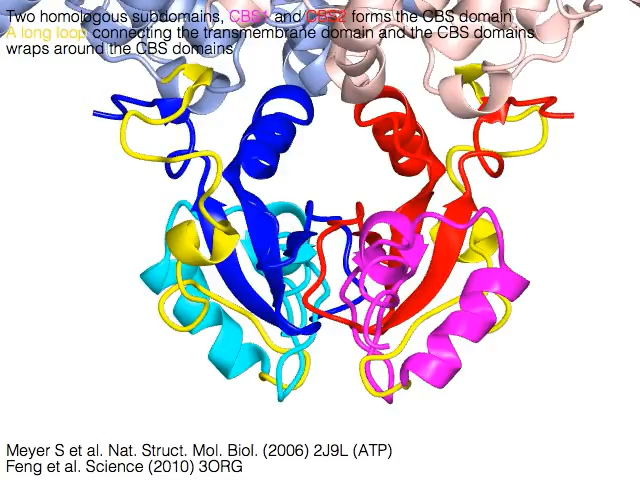 Two homologous subdomains, CBS1 and CBS2 forms the CBS domain
A long loop connecting the transmembrane domain and the CBS domains
wraps around the CBS domains
Meyer S et al. Nat. Struct. Mol. Biol. (2006) 2J9L (ATP)
Feng et al. Science (2010) 3ORG